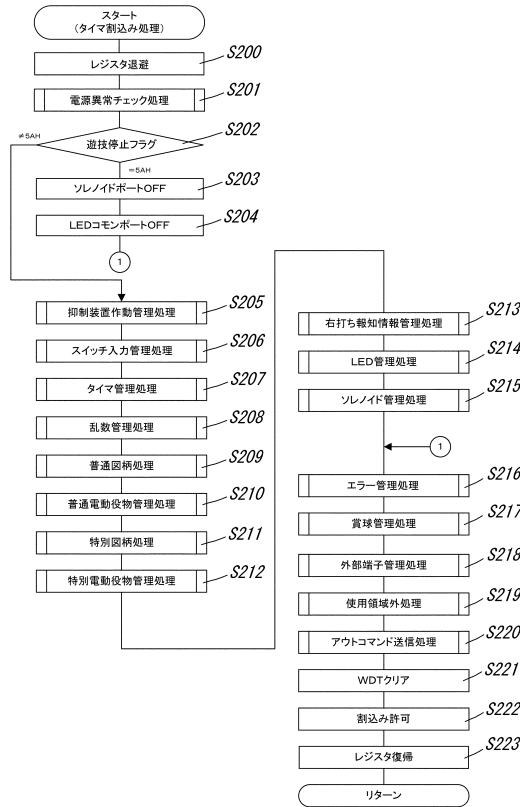 スタート
(タイマ割込み処理)
レジスタ退避
S200
電源異常チェック処理
S201
≠5AH
遊技停止フラグ
S202
=5AH
ソレノイドポートOFF
S203
LEDコモンポートOFF
S204
1
抑制装置作動管理処理
S205
スイッチ入力管理処理
S206
タイマ管理処理
S207
乱数管理処理
S208
普通図柄処理
S209
普通電動役物管理処理
S210
特別図柄処理
S211
特別電動役物管理処理
S212
右打ち報知情報管理処理
S213
LED管理処理
S214
ソレノイド管理処理
S215
1
エラー管理処理
S216
賞球管理処理
S217
外部端子管理処理
S218
使用領域外処理
S219
アウトコマンド送信処理
S220
WDTクリア
S221
割込み許可
S222
レジスタ復帰
S223
リターン